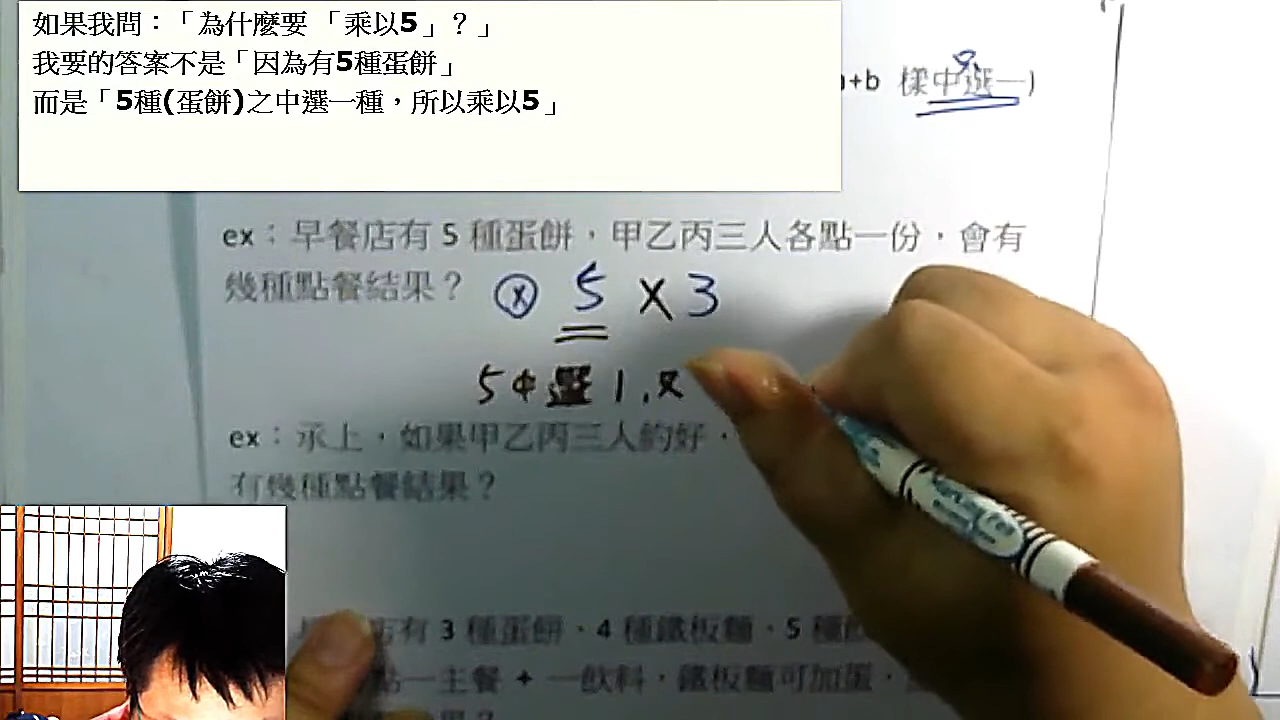 如果我問：「為什麼要 「乘以5」？」
我要的答案不是「因為有5種蛋餅」
而是「5種(蛋餅)之中選一種，所以乘以5」
+b 樣中選一)
ex：早餐店有 5 種蛋餅，甲乙丙三人各點一份，會有
幾種點餐結果？ ⓧ 5 X 3
5中選1,又
ex：承上，如果甲乙丙三人約好，
有幾種點餐結果？
店有 3 種蛋餅、4 種鐵板麵、5 種
點一主餐 + 一飲料，鐵板麵可加蛋，
果？